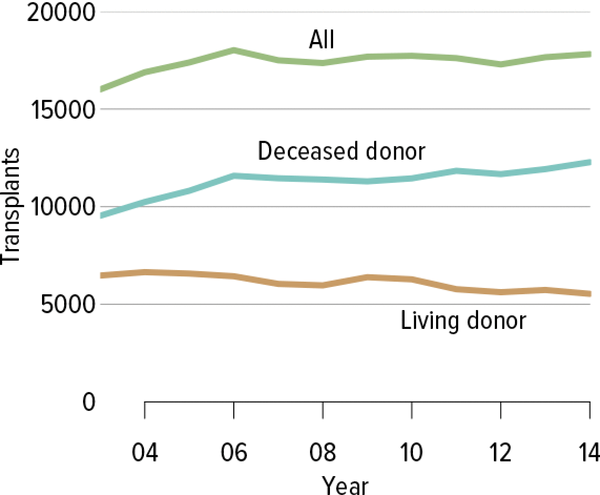 20000
All
15000
Deceased donor
Transplants
10000
5000
Living donor
0
04 06 08 10 12 14
Year